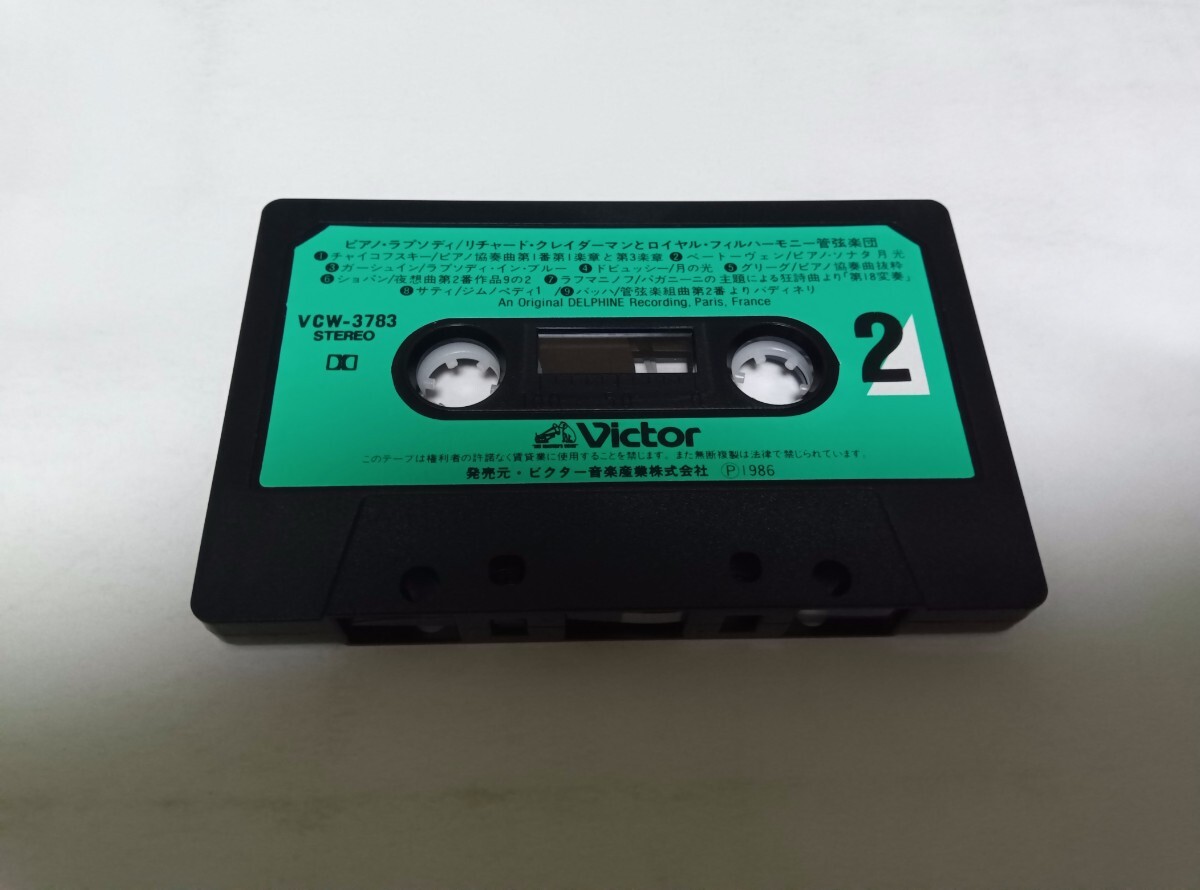 ピアノ・ラプソディ/リチャード・クレイダーマンとロイヤル・フィルハーモニー管弦楽団
❶チャイコフスキー/ピアノ協奏曲第1番第1楽章と第3楽章 ❷ベートーヴェン/ピアノ・ソナタ月光
❸ガーシュイン/ラプソディ・イン・ブルー ❹ドビュッシー/月の光 ❺グリーグ/ピアノ協奏曲抜粋
❻ショパン/夜想曲第2番作品9の2 ❼ラフマニノフ/パガニーニの主題による狂詩曲より「第18変奏」
❽サティ/ジムノペディ1 /❾バッハ/管弦楽組曲第2番よりバディネリ
An Original DELPHINE Recording, Paris, France
VCW-3783
STEREO
2
Victor
このテープは権利者の許諾なく賃貸業に使用することを禁じます。また無断複製は法律で禁じられています。
発売元・ビクター音楽産業株式会社 Ⓟ1986